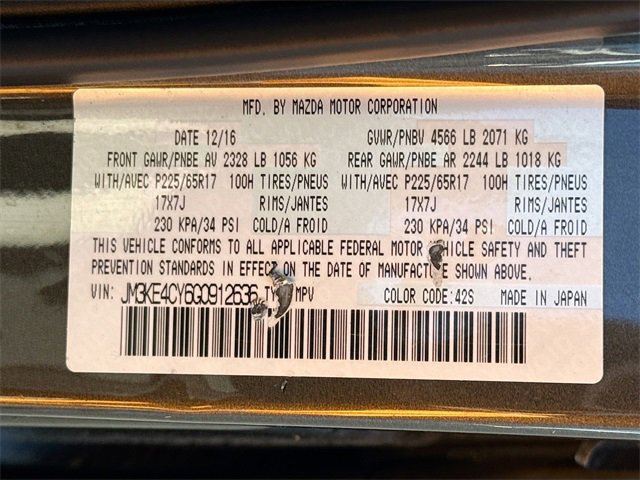 MFD. BY MAZDA MOTOR CORPORATION
DATE 12/16 GVWR/PNBV 4566 LB 2071 KG
FRONT GAWR/PNBE AV 2328 LB 1056 KG REAR GAWR/PNBE AR 2244 LB 1018 KG
WITH/AVEC P225/65R17 100H TIRES/PNEUS WITH/AVEC P225/65R17 100H TIRES/PNEUS
17X7J RIMS/JANTES 17X7J RIMS/JANTES
230 KPA/34 PSI COLD/A FROID 230 KPA/34 PSI COLD/A FROID
THIS VEHICLE CONFORMS TO ALL APPLICABLE FEDERAL MOTOR VEHICLE SAFETY AND THEFT
PREVENTION STANDARDS IN EFFECT ON THE DATE OF MANUFACTURE SHOWN ABOVE.
VIN: JM3KE4CY6G0912636 MPV COLOR CODE:42S MADE IN JAPAN